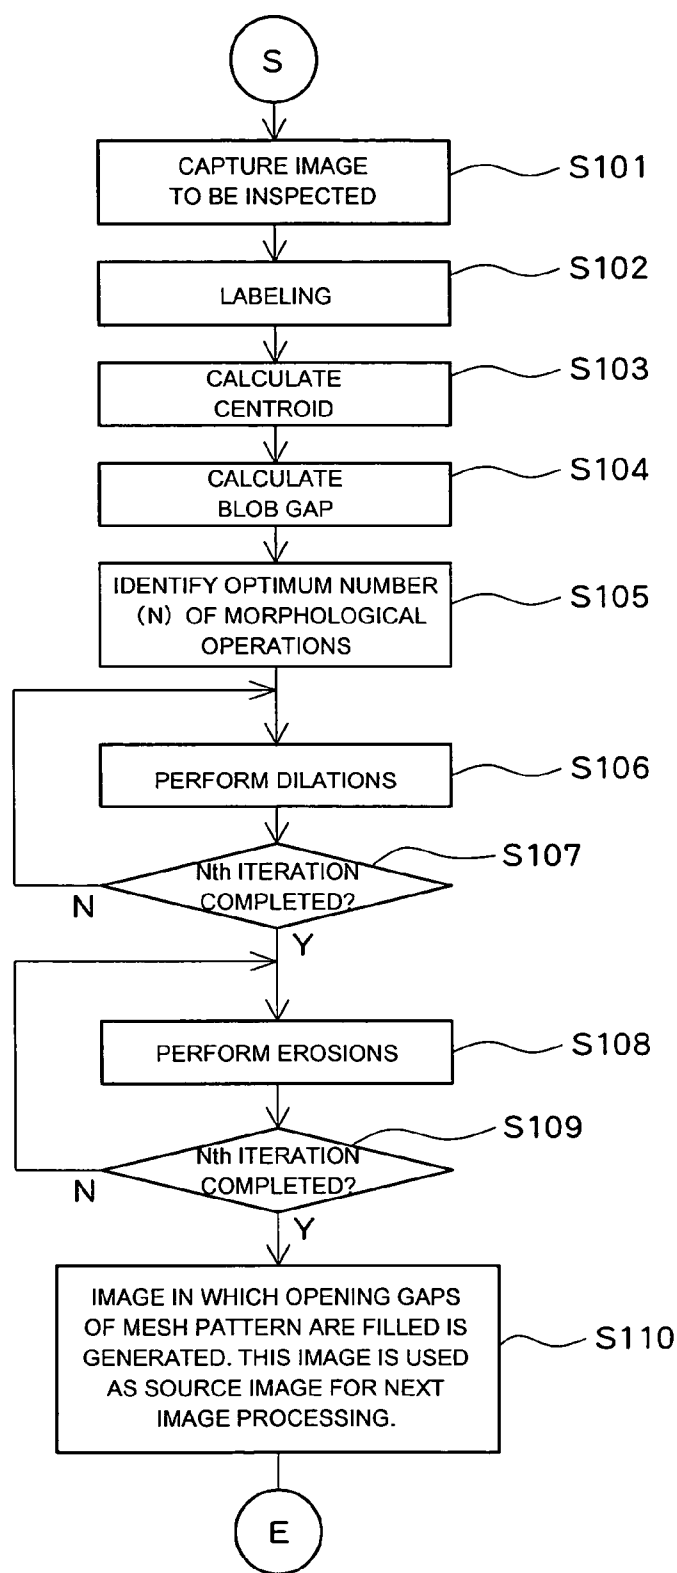 S
CAPTURE IMAGE
TO BE INSPECTED
S101
LABELING
S102
CALCULATE
CENTROID
S103
CALCULATE
BLOB GAP
S104
IDENTIFY OPTIMUM NUMBER
(N) OF MORPHOLOGICAL
OPERATIONS
S105
PERFORM DILATIONS
S106
Nth ITERATION
COMPLETED?
S107
N
Y
PERFORM EROSIONS
S108
Nth ITERATION
COMPLETED?
S109
N
Y
IMAGE IN WHICH OPENING GAPS
OF MESH PATTERN ARE FILLED IS
GENERATED. THIS IMAGE IS USED
AS SOURCE IMAGE FOR NEXT
IMAGE PROCESSING.
S110
E